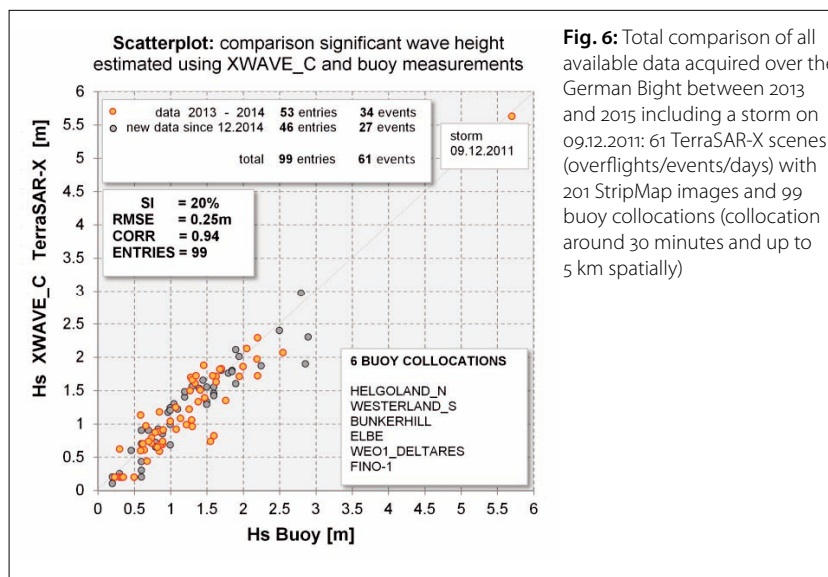 Scatterplot: comparison significant wave height
estimated using XWAVE_C and buoy measurements
Hs XWAVE_C TerraSAR-X [m]
6
5.5
5
4.5
4
3.5
3
2.5
2
1.5
1
0.5
0
data 2013 - 2014 53 entries 34 events
new data since 12.2014 46 entries 27 events
total 99 entries 61 events
storm
09.12.2011
SI = 20%
RMSE = 0.25m
CORR = 0.94
ENTRIES = 99
6 BUOY COLLOCATIONS
HELGOLAND_N
WESTERLAND_S
BUNKERHILL
ELBE
WEO1_DELTARES
FINO-1
0 0.5 1 1.5 2 2.5 3 3.5 4 4.5 5 5.5 6
Hs Buoy [m]
Fig. 6: Total comparison of all
available data acquired over the
German Bight between 2013
and 2015 including a storm on
09.12.2011: 61 TerraSAR-X scenes
(overflights/events/days) with
201 StripMap images and 99
buoy collocations (collocation
around 30 minutes and up to
5 km spatially)